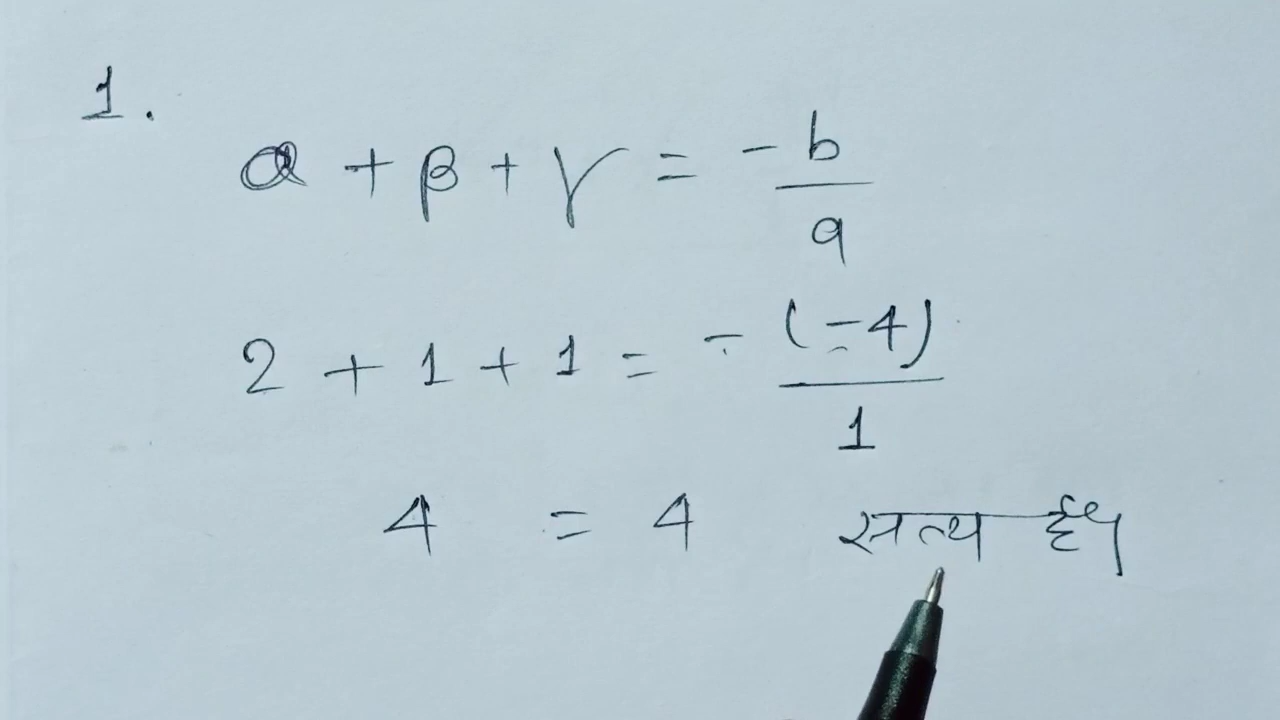 1.
α + β + γ = -b/a
2 + 1 + 1 = -(-4)/1
4 = 4 सत्य है।